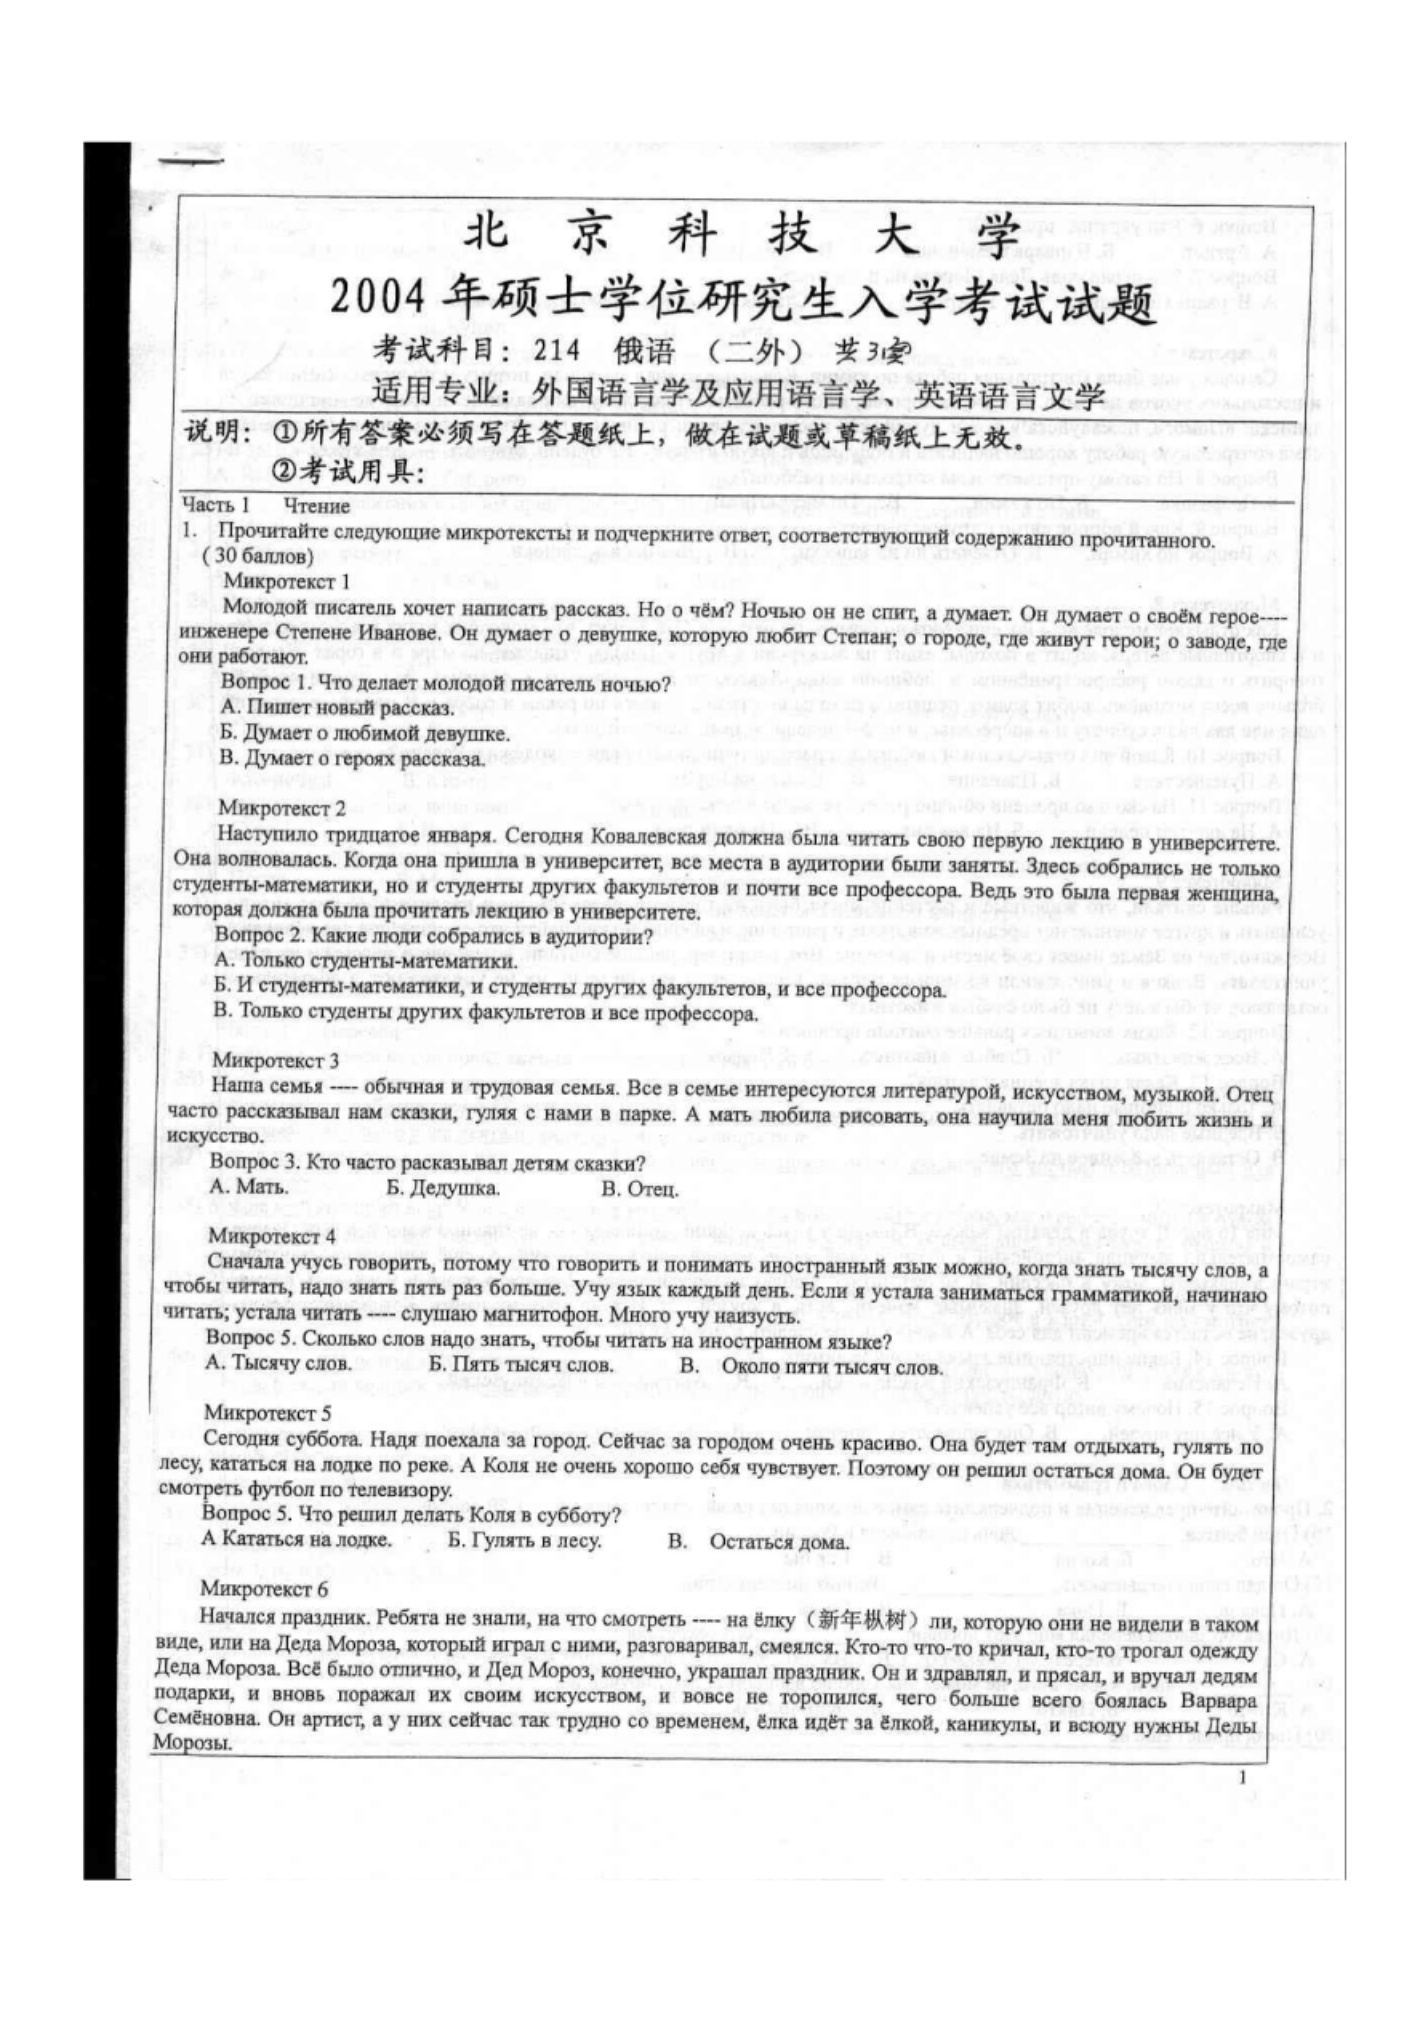 北 京 科 技 大 学
2004 年硕士学位研究生入学考试试题
考试科目：214 俄语 （二外） 共3页
适用专业：外国语言学及应用语言学、英语语言文学
说明：①所有答案必须写在答题纸上，做在试题或草稿纸上无效。
②考试用具：
Часть 1 Чтение
1. Прочитайте следующие микротексты и подчеркните ответ, соответствующий содержанию прочитанного.
( 30 баллов)
Микротекст 1
Молодой писатель хочет написать рассказ. Но о чём? Ночью он не спит, а думает. Он думает о своём герое----
инженере Степене Иванове. Он думает о девушке, которую любит Степан; о городе, где живут герои; о заводе, где
они работают.
Вопрос 1. Что делает молодой писатель ночью?
А. Пишет новый рассказ.
Б. Думает о любимой девушке.
В. Думает о героях рассказа.
Микротекст 2
Наступило тридцатое января. Сегодня Ковалевская должна была читать свою первую лекцию в университете.
Она волновалась. Когда она пришла в университет, все места в аудитории были заняты. Здесь собрались не только
студенты-математики, но и студенты других факультетов и почти все профессора. Ведь это была первая женщина,
которая должна была прочитать лекцию в университете.
Вопрос 2. Какие люди собрались в аудитории?
А. Только студенты-математики.
Б. И студенты-математики, и студенты других факультетов, и все профессора.
В. Только студенты других факультетов и все профессора.
Микротекст 3
Наша семья ---- обычная и трудовая семья. Все в семье интересуются литературой, искусством, музыкой. Отец
часто рассказывал нам сказки, гуляя с нами в парке. А мать любила рисовать, она научила меня любить жизнь и
искусство.
Вопрос 3. Кто часто расказывал детям сказки?
А. Мать. Б. Дедушка. В. Отец.
Микротекст 4
Сначала учусь говорить, потому что говорить и понимать иностранный язык можно, когда знать тысячу слов, а
чтобы читать, надо знать пять раз больше. Учу язык каждый день. Если я устала заниматься грамматикой, начинаю
читать; устала читать ---- слушаю магнитофон. Много учу наизусть.
Вопрос 5. Сколько слов надо знать, чтобы читать на иностранном языке?
А. Тысячу слов. Б. Пять тысяч слов. В. Около пяти тысяч слов.
Микротекст 5
Сегодня суббота. Надя поехала за город. Сейчас за городом очень красиво. Она будет там отдыхать, гулять по
лесу, кататься на лодке по реке. А Коля не очень хорошо себя чувствует. Поэтому он решил остаться дома. Он будет
смотреть футбол по телевизору.
Вопрос 5. Что решил делать Коля в субботу?
А Кататься на лодке. Б. Гулять в лесу. В. Остаться дома.
Микротекст 6
Начался праздник. Ребята не знали, на что смотреть ---- на ёлку（新年枞树）ли, которую они не видели в таком
виде, или на Деда Мороза, который играл с ними, разговаривал, смеялся. Кто-то что-то кричал, кто-то трогал одежду
Деда Мороза. Всё было отлично, и Дед Мороз, конечно, украшал праздник. Он и здравлял, и прясал, и вручал дедям
подарки, и вновь поражал их своим искусством, и вовсе не торопился, чего больше всего боялась Варвара
Семёновна. Он артист, а у них сейчас так трудно со временем, ёлка идёт за ёлкой, каникулы, и всюду нужны Деды
Морозы.
1